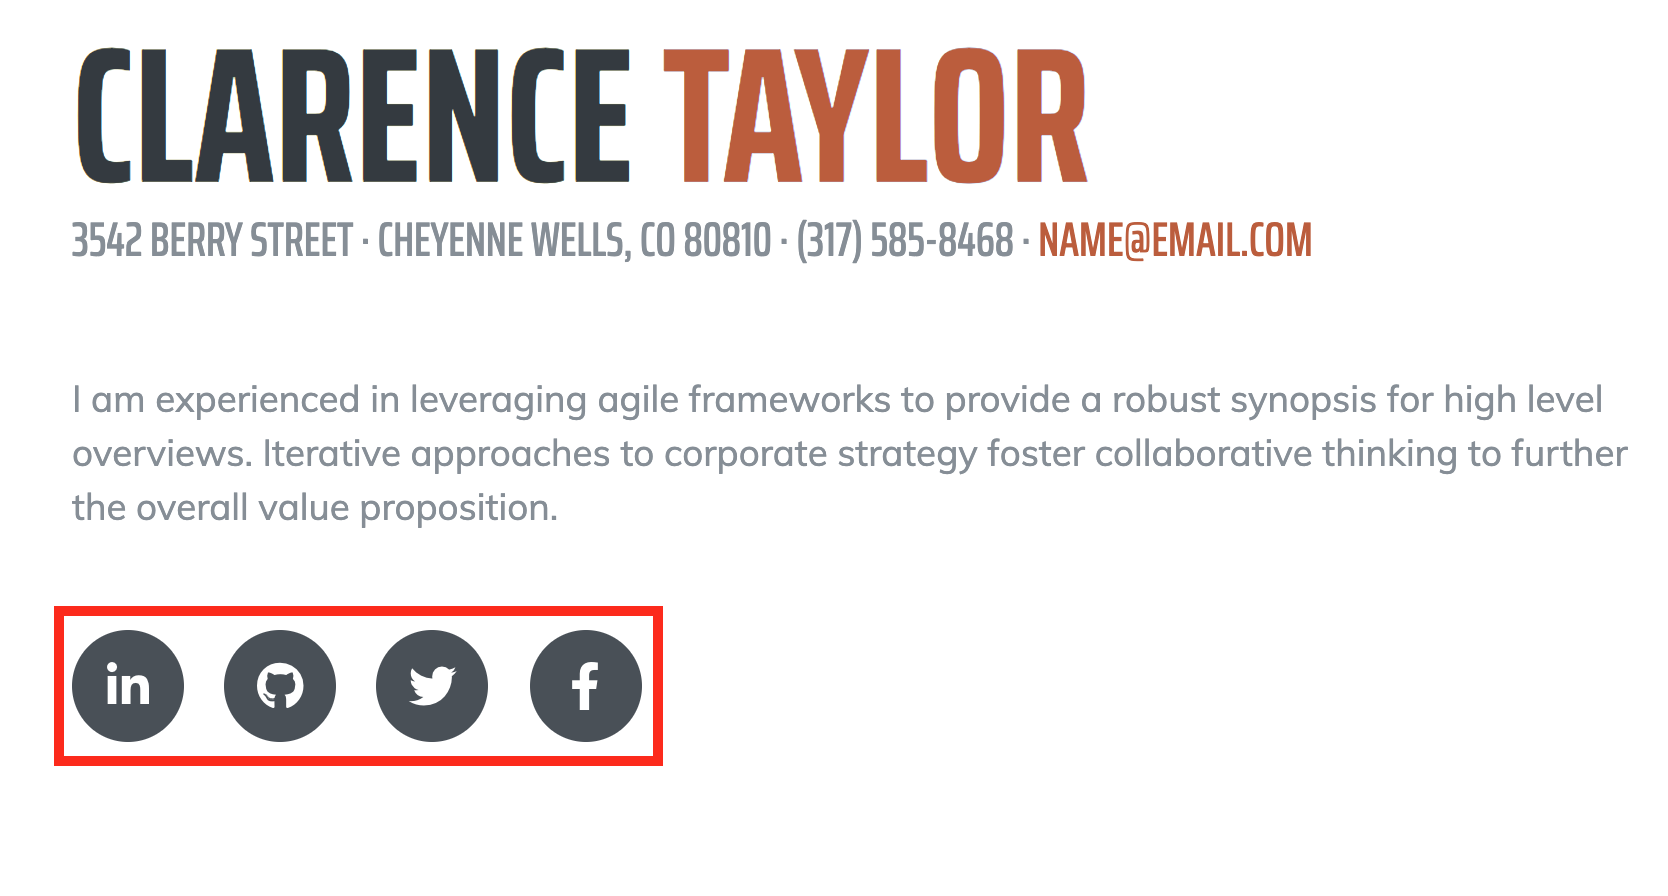 CLARENCE TAYLOR
3542 BERRY STREET · CHEYENNE WELLS, CO 80810 · (317) 585-8468 · NAME@EMAIL.COM
I am experienced in leveraging agile frameworks to provide a robust synopsis for high level
overviews. Iterative approaches to corporate strategy foster collaborative thinking to further
the overall value proposition.
in f